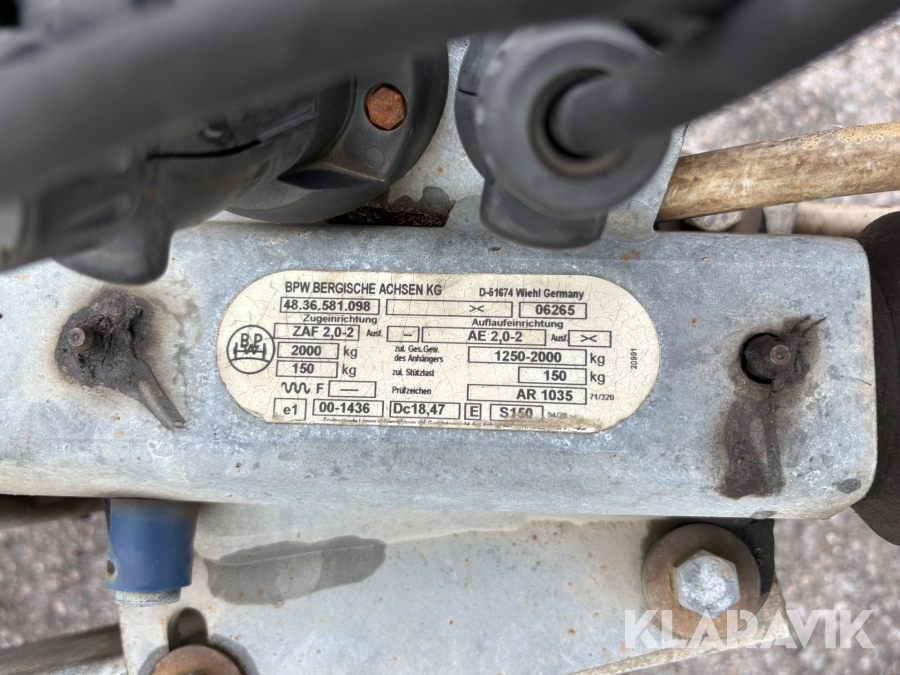 BPW BERGISCHE ACHSEN KG D-51674 Wiehl Germany
48.36.581.098 >< 06265
Zugeinrichtung Auflaufeinrichtung
BPW ZAF 2,0-2 Ausf. — AE 2,0-2 Ausf. ><
2000 kg zul. Ges.Gew. des Anhängers 1250-2000 kg
150 kg zul. Stützlast 150 kg
F — Prüfzeichen AR 1035 71/320
e1 00-1436 Dc18,47 E S150 94/20
20991
KLARAVIK